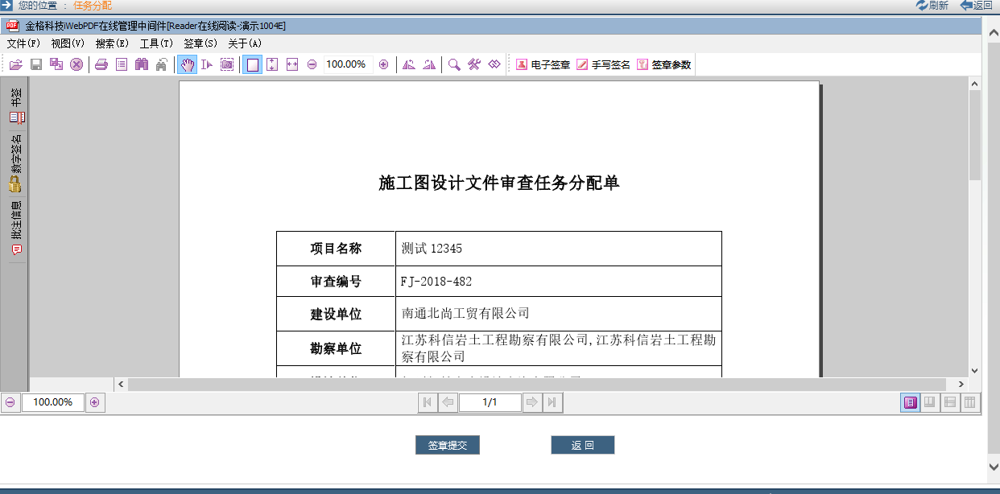 您的位置 : 任务分配
刷新 返回
金格科技iWebPDF在线管理中间件[Reader在线阅读-演示1004E]
文件(F) 视图(V) 搜索(E) 工具(T) 签章(S) 关于(A)
100.00% 电子签章 手写签名 签章参数
书签
数字签名
批注信息
施工图设计文件审查任务分配单
项目名称 测试 12345
审查编号 FJ-2018-482
建设单位 南通北尚工贸有限公司
勘察单位 江苏科信岩土工程勘察有限公司,江苏科信岩土工程勘
察有限公司
100.00% 1/1
签章提交 返 回